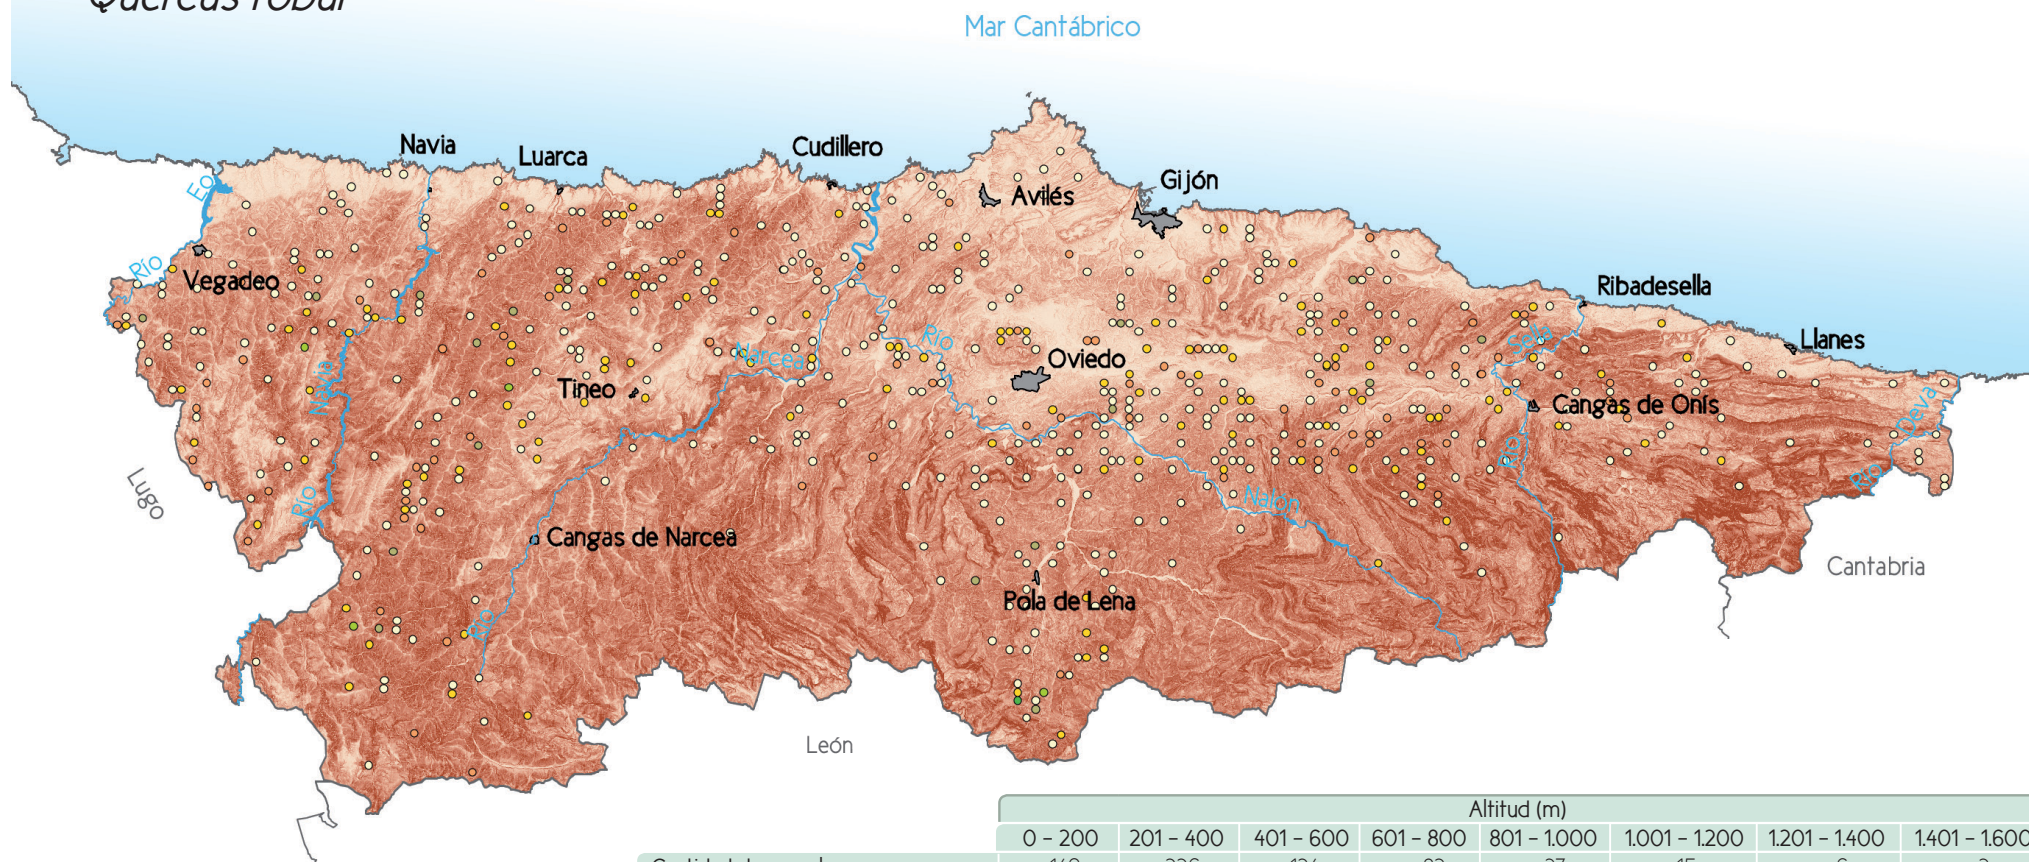 Quercus robur
Mar Cantábrico
Navia
Luarca
Cudillero
Avilés
Gijón
Eo
Río
Vegadeo
Ribadesella
Llanes
Río
Narcea
Oviedo
Sella
Tineo
Navia
Cangas de Onís
Deva
Río
Río
Lugo
Río
Nalón
Cangas de Narcea
Cantabria
Pola de Lena
Río
León
Altitud (m)
0 - 200 201 - 400 401 - 600 601 - 800 801 - 1.000 1.001 - 1.200 1.201 - 1.400 1.401 - 1.600